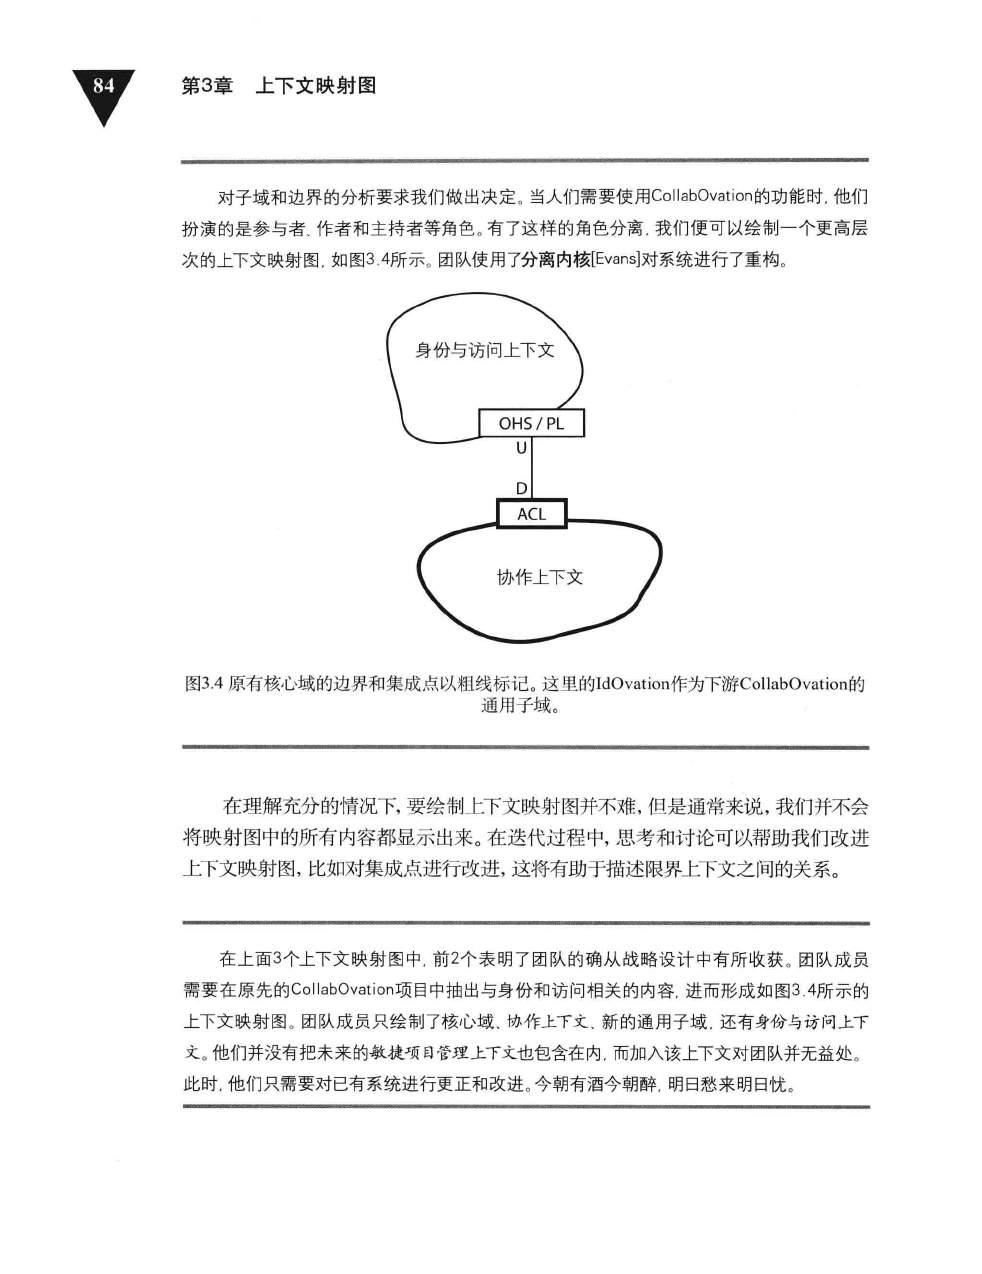 84
第3章 上下文映射图
对子域和边界的分析要求我们做出决定。当人们需要使用CollabOvation的功能时,他们
扮演的是参与者、作者和主持者等角色。有了这样的角色分离,我们便可以绘制一个更高层
次的上下文映射图,如图3.4所示。团队使用了分离内核[Evans]对系统进行了重构。
身份与访问上下文
OHS / PL
U
D
ACL
协作上下文
图3.4 原有核心域的边界和集成点以粗线标记。这里的IdOvation作为下游CollabOvation的
通用子域。
在理解充分的情况下,要绘制上下文映射图并不难,但是通常来说,我们并不会
将映射图中的所有内容都显示出来。在迭代过程中,思考和讨论可以帮助我们改进
上下文映射图,比如对集成点进行改进,这将有助于描述限界上下文之间的关系。
在上面3个上下文映射图中,前2个表明了团队的确从战略设计中有所收获。团队成员
需要在原先的CollabOvation项目中抽出与身份和访问相关的内容,进而形成如图3.4所示的
上下文映射图。团队成员只绘制了核心域、协作上下文、新的通用子域,还有身份与访问上下
文。他们并没有把未来的敏捷项目管理上下文也包含在内,而加入该上下文对团队并无益处。
此时,他们只需要对已有系统进行更正和改进。今朝有酒今朝醉,明日愁来明日忧。